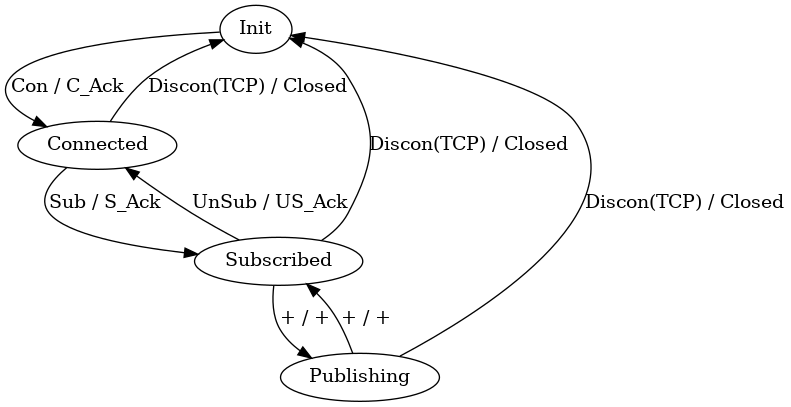 Init
Con / C_Ack
Discon(TCP) / Closed
Connected
Discon(TCP) / Closed
Sub / S_Ack
UnSub / US_Ack
Discon(TCP) / Closed
Subscribed
+ / +
+ / +
Publishing